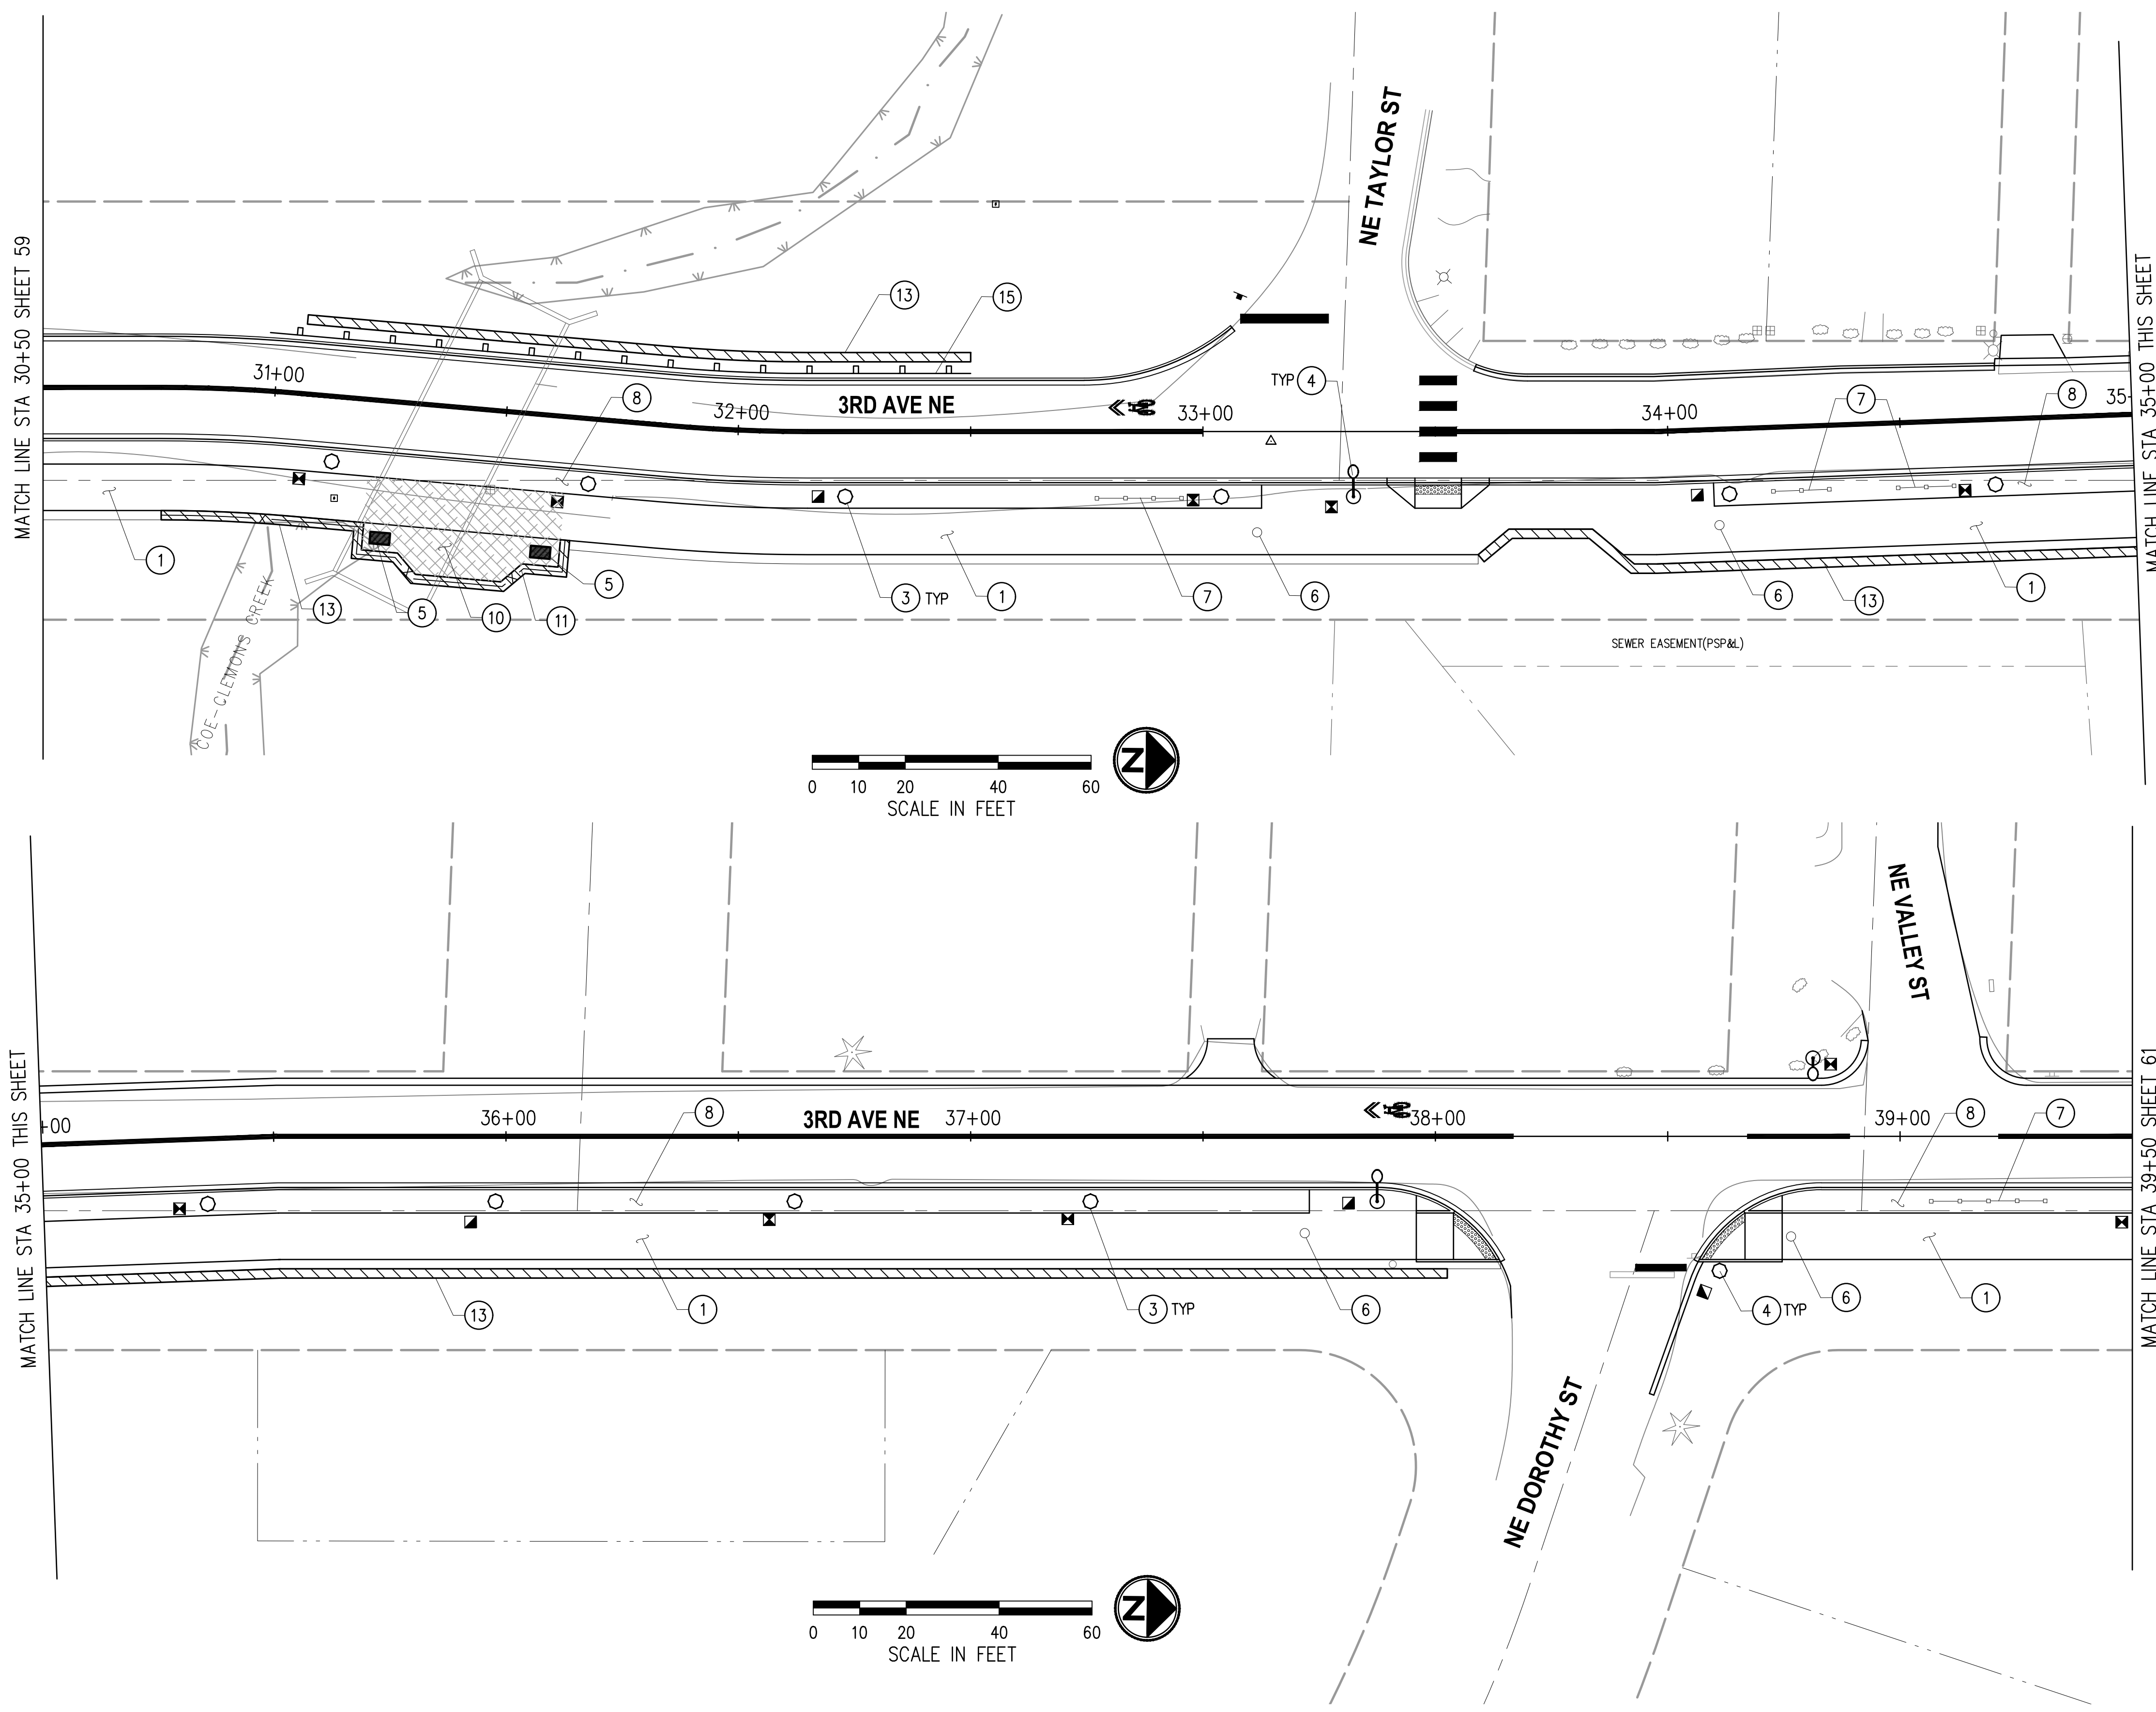 MATCH LINE STA 30+50 SHEET 59
NE TAYLOR ST
MATCH LINE STA 35+00 THIS SHEET
13
15
31+00
8
32+00
3RD AVE NE
TYP 4
33+00
34+00
7
8
35+
1
13
5
10
11
5
3 TYP
1
7
6
6
13
1
COE-CLEMONS CREEK
SEWER EASEMENT(PSP&L)
Z
0 10 20 40 60
SCALE IN FEET
MATCH LINE STA 35+00 THIS SHEET
NE VALLEY ST
MATCH LINE STA 39+50 SHEET 61
+00
36+00
8
3RD AVE NE
37+00
38+00
39+00
8
7
13
1
3 TYP
6
4 TYP
6
1
NE DOROTHY ST
Z
0 10 20 40 60
SCALE IN FEET